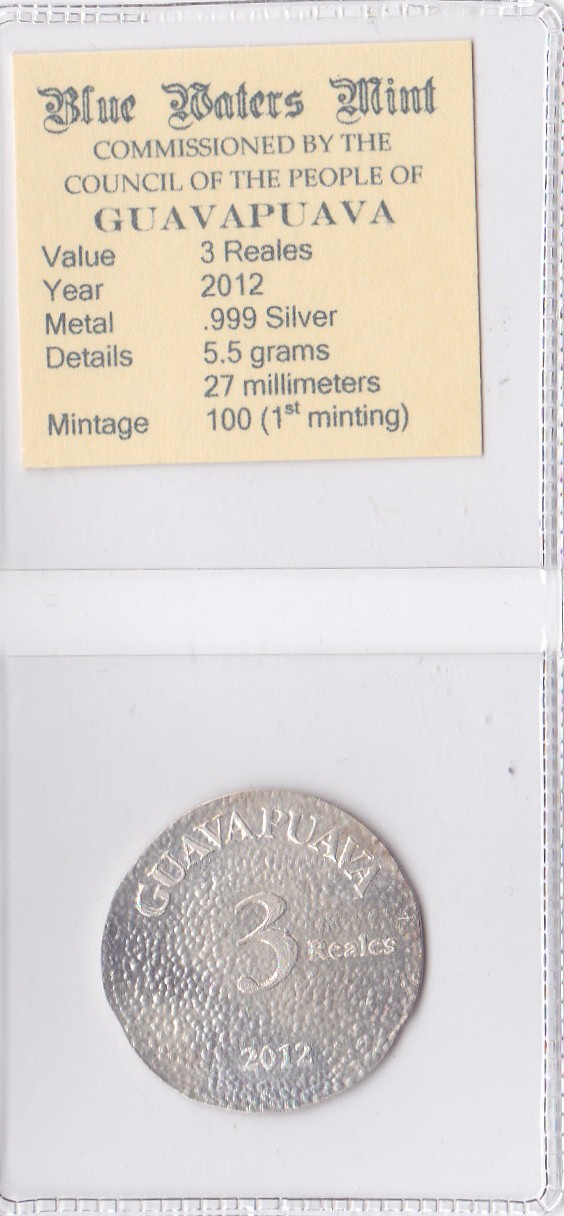 Blue Waters Mint
COMMISSIONED BY THE
COUNCIL OF THE PEOPLE OF
GUAVAPUAVA
Value 3 Reales
Year 2012
Metal .999 Silver
Details 5.5 grams
27 millimeters
Mintage 100 (1st minting)
GUAVAPUAVA
3
Reales
2012